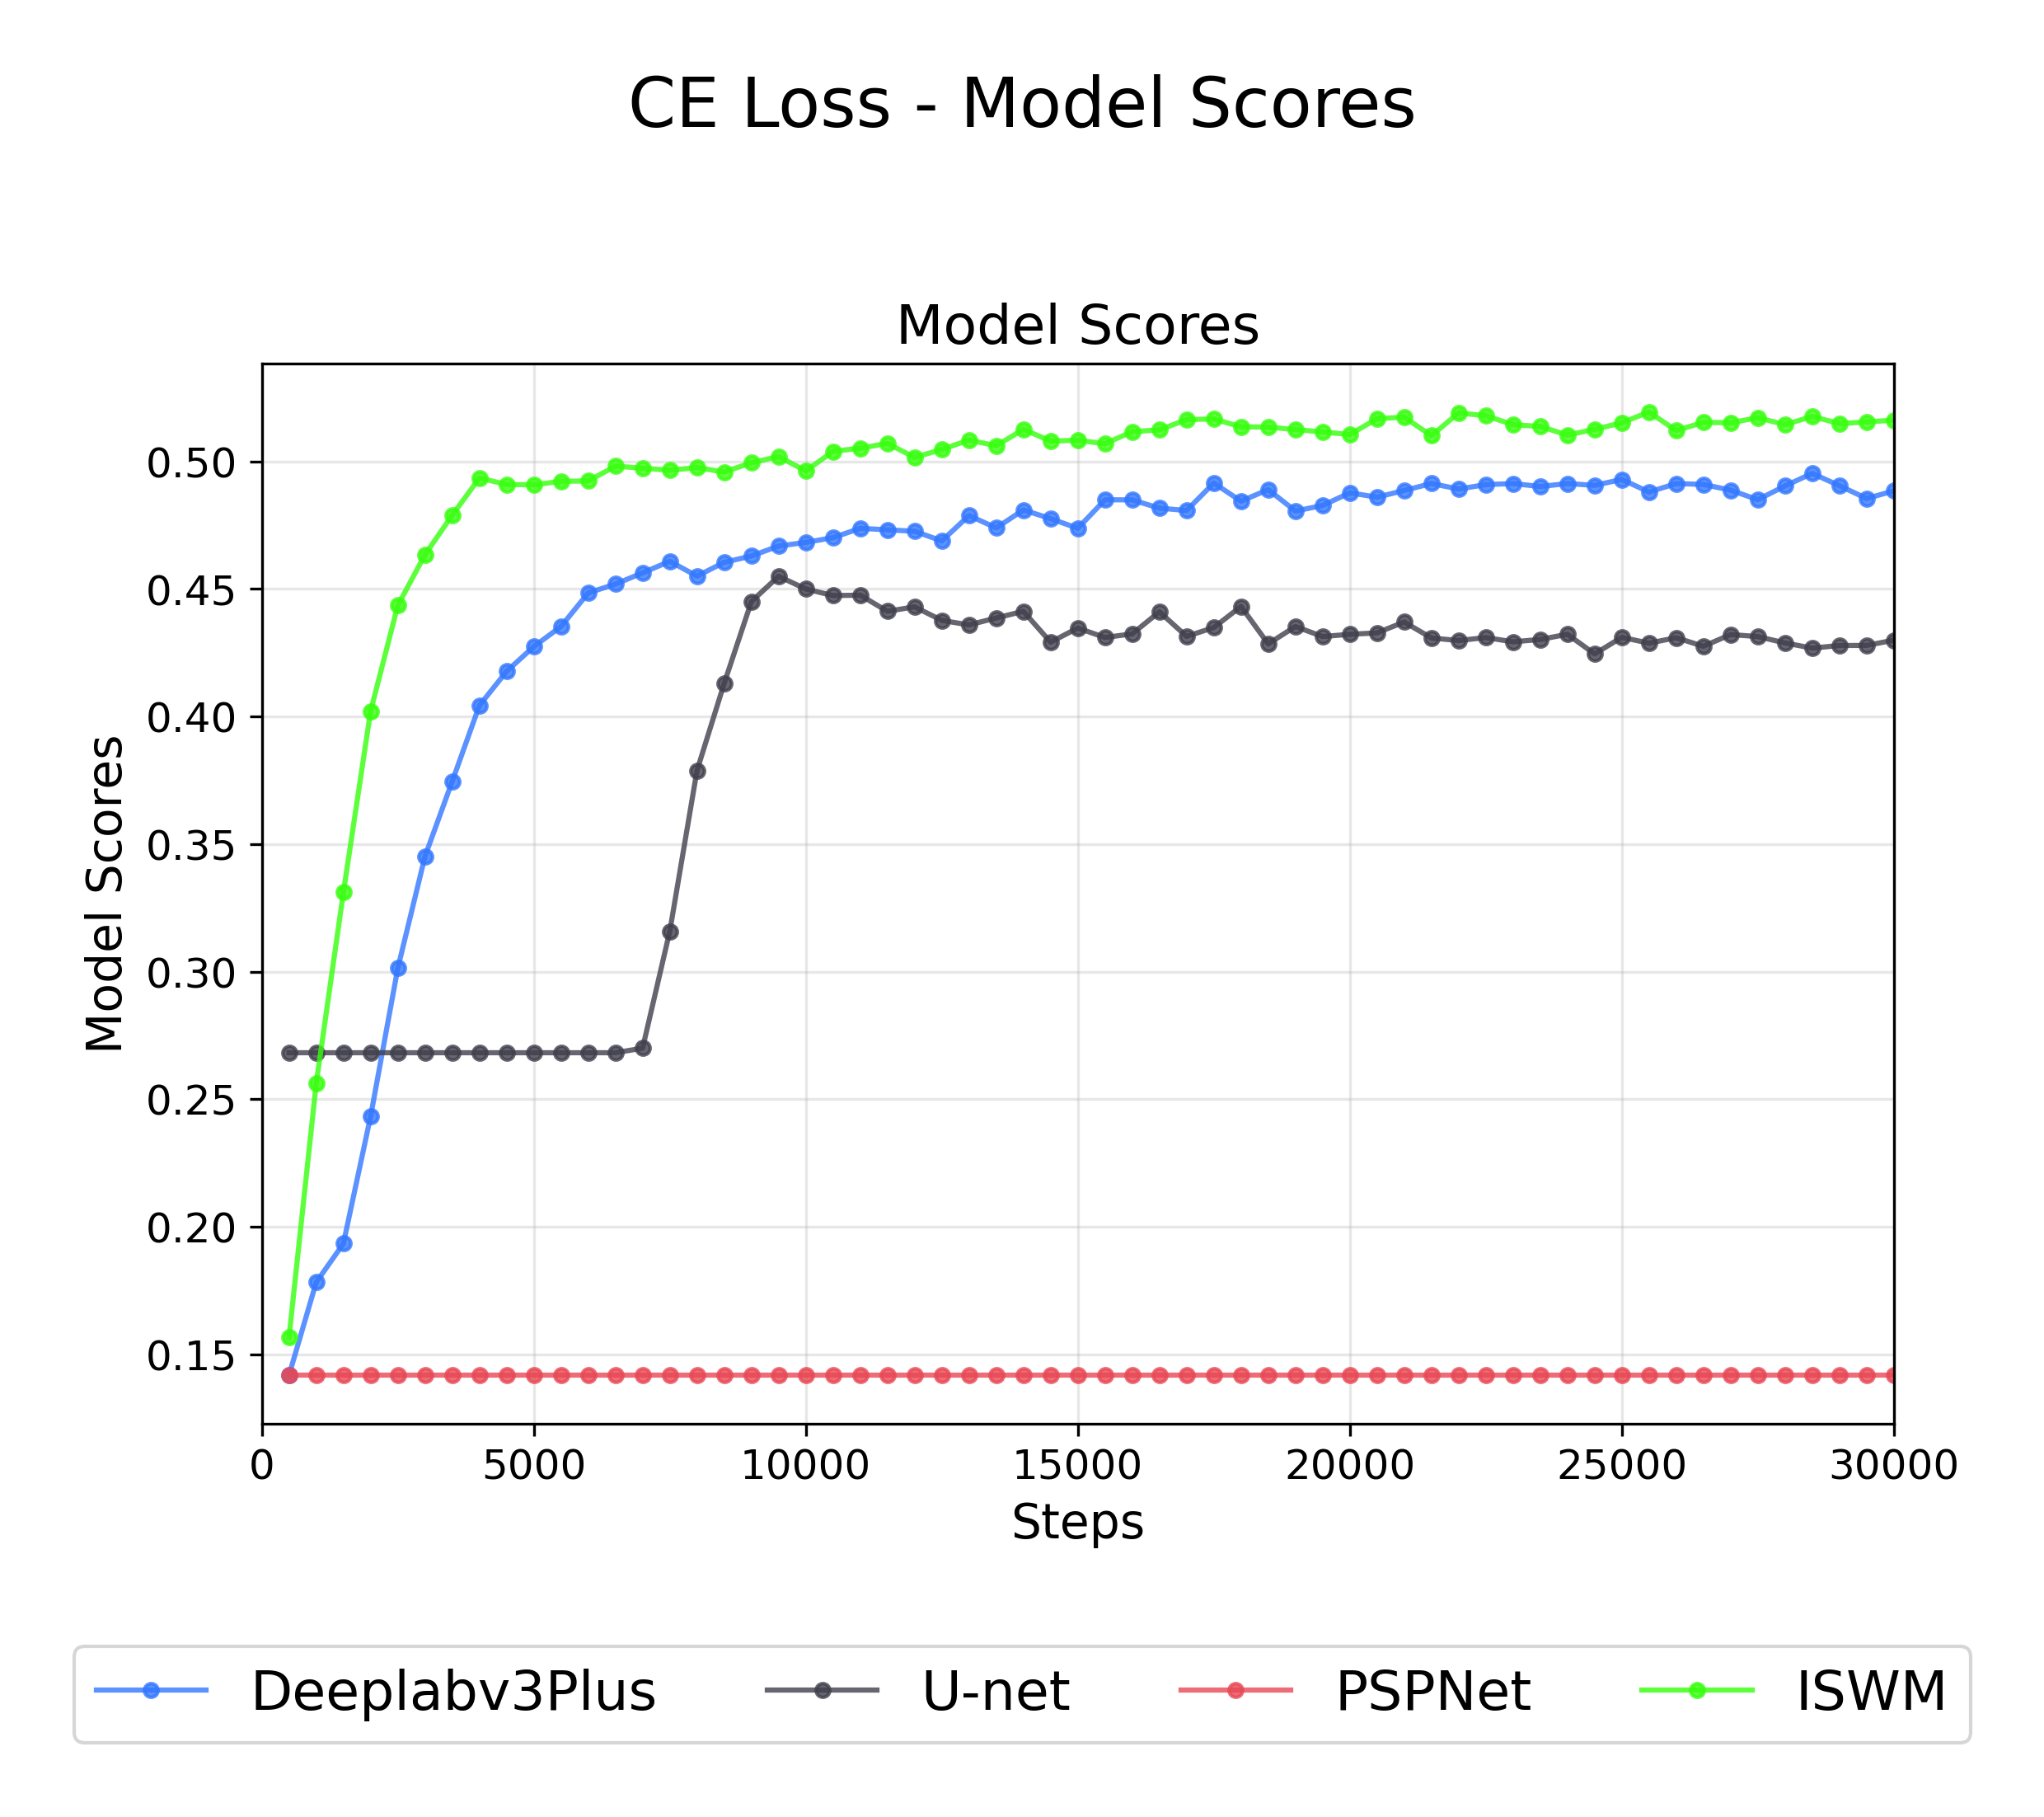 CE Loss - Model Scores
Model Scores
Model Scores
0.50
0.45
0.40
0.35
0.30
0.25
0.20
0.15
0 5000 10000 15000 20000 25000 30000
Steps
Deeplabv3Plus U-net PSPNet ISWM